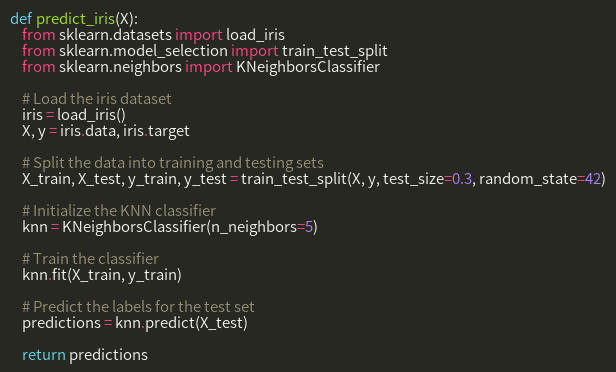 def predict_iris(X):
    from sklearn.datasets import load_iris
    from sklearn.model_selection import train_test_split
    from sklearn.neighbors import KNeighborsClassifier

    # Load the iris dataset
    iris = load_iris()
    X, y = iris.data, iris.target

    # Split the data into training and testing sets
    X_train, X_test, y_train, y_test = train_test_split(X, y, test_size=0.3, random_state=42)

    # Initialize the KNN classifier
    knn = KNeighborsClassifier(n_neighbors=5)

    # Train the classifier
    knn.fit(X_train, y_train)

    # Predict the labels for the test set
    predictions = knn.predict(X_test)

    return predictions